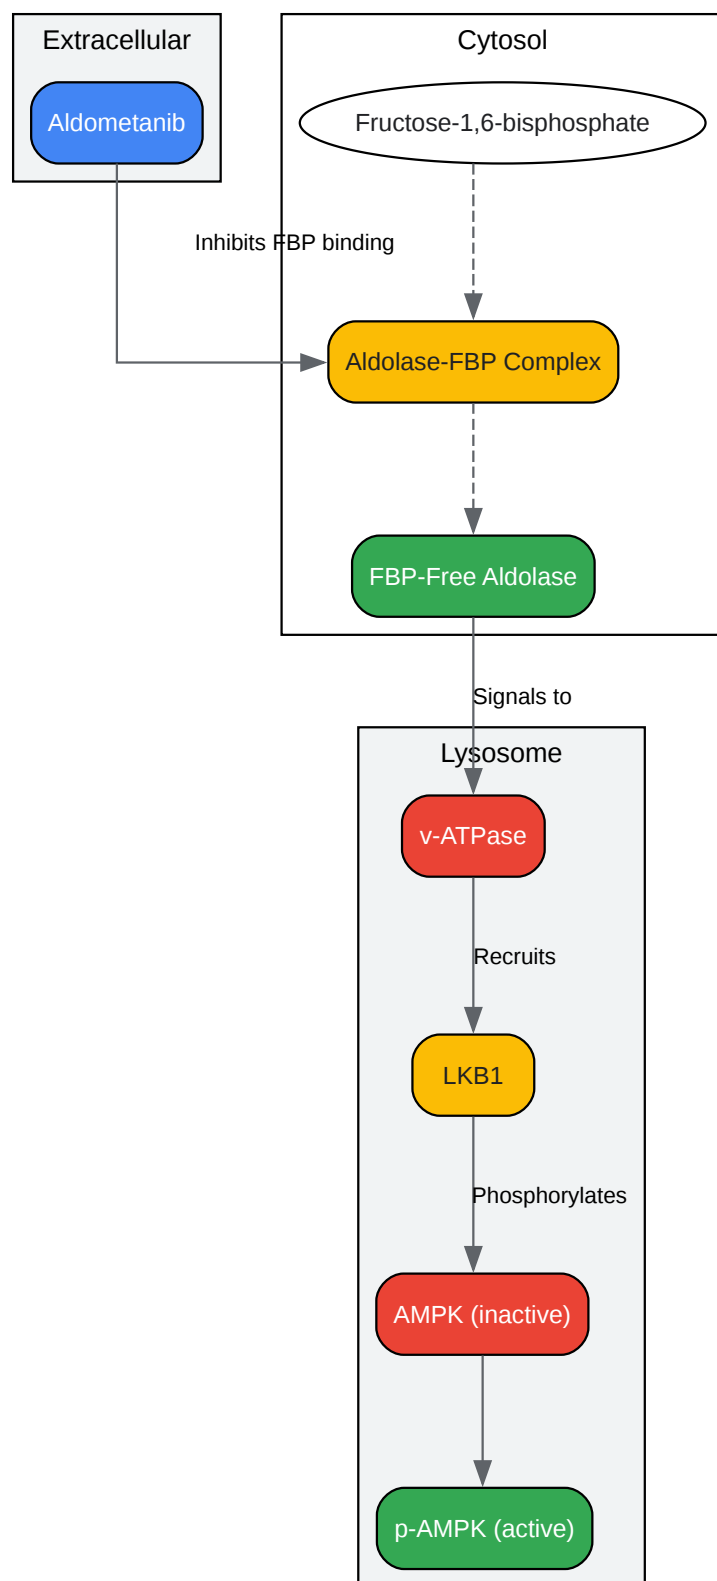 Extracellular
Cytosol
Aldometanib
Fructose-1,6-bisphosphate
Inhibits FBP binding
Aldolase-FBP Complex
FBP-Free Aldolase
Signals to
Lysosome
v-ATPase
Recruits
LKB1
Phosphorylates
AMPK (inactive)
p-AMPK (active)